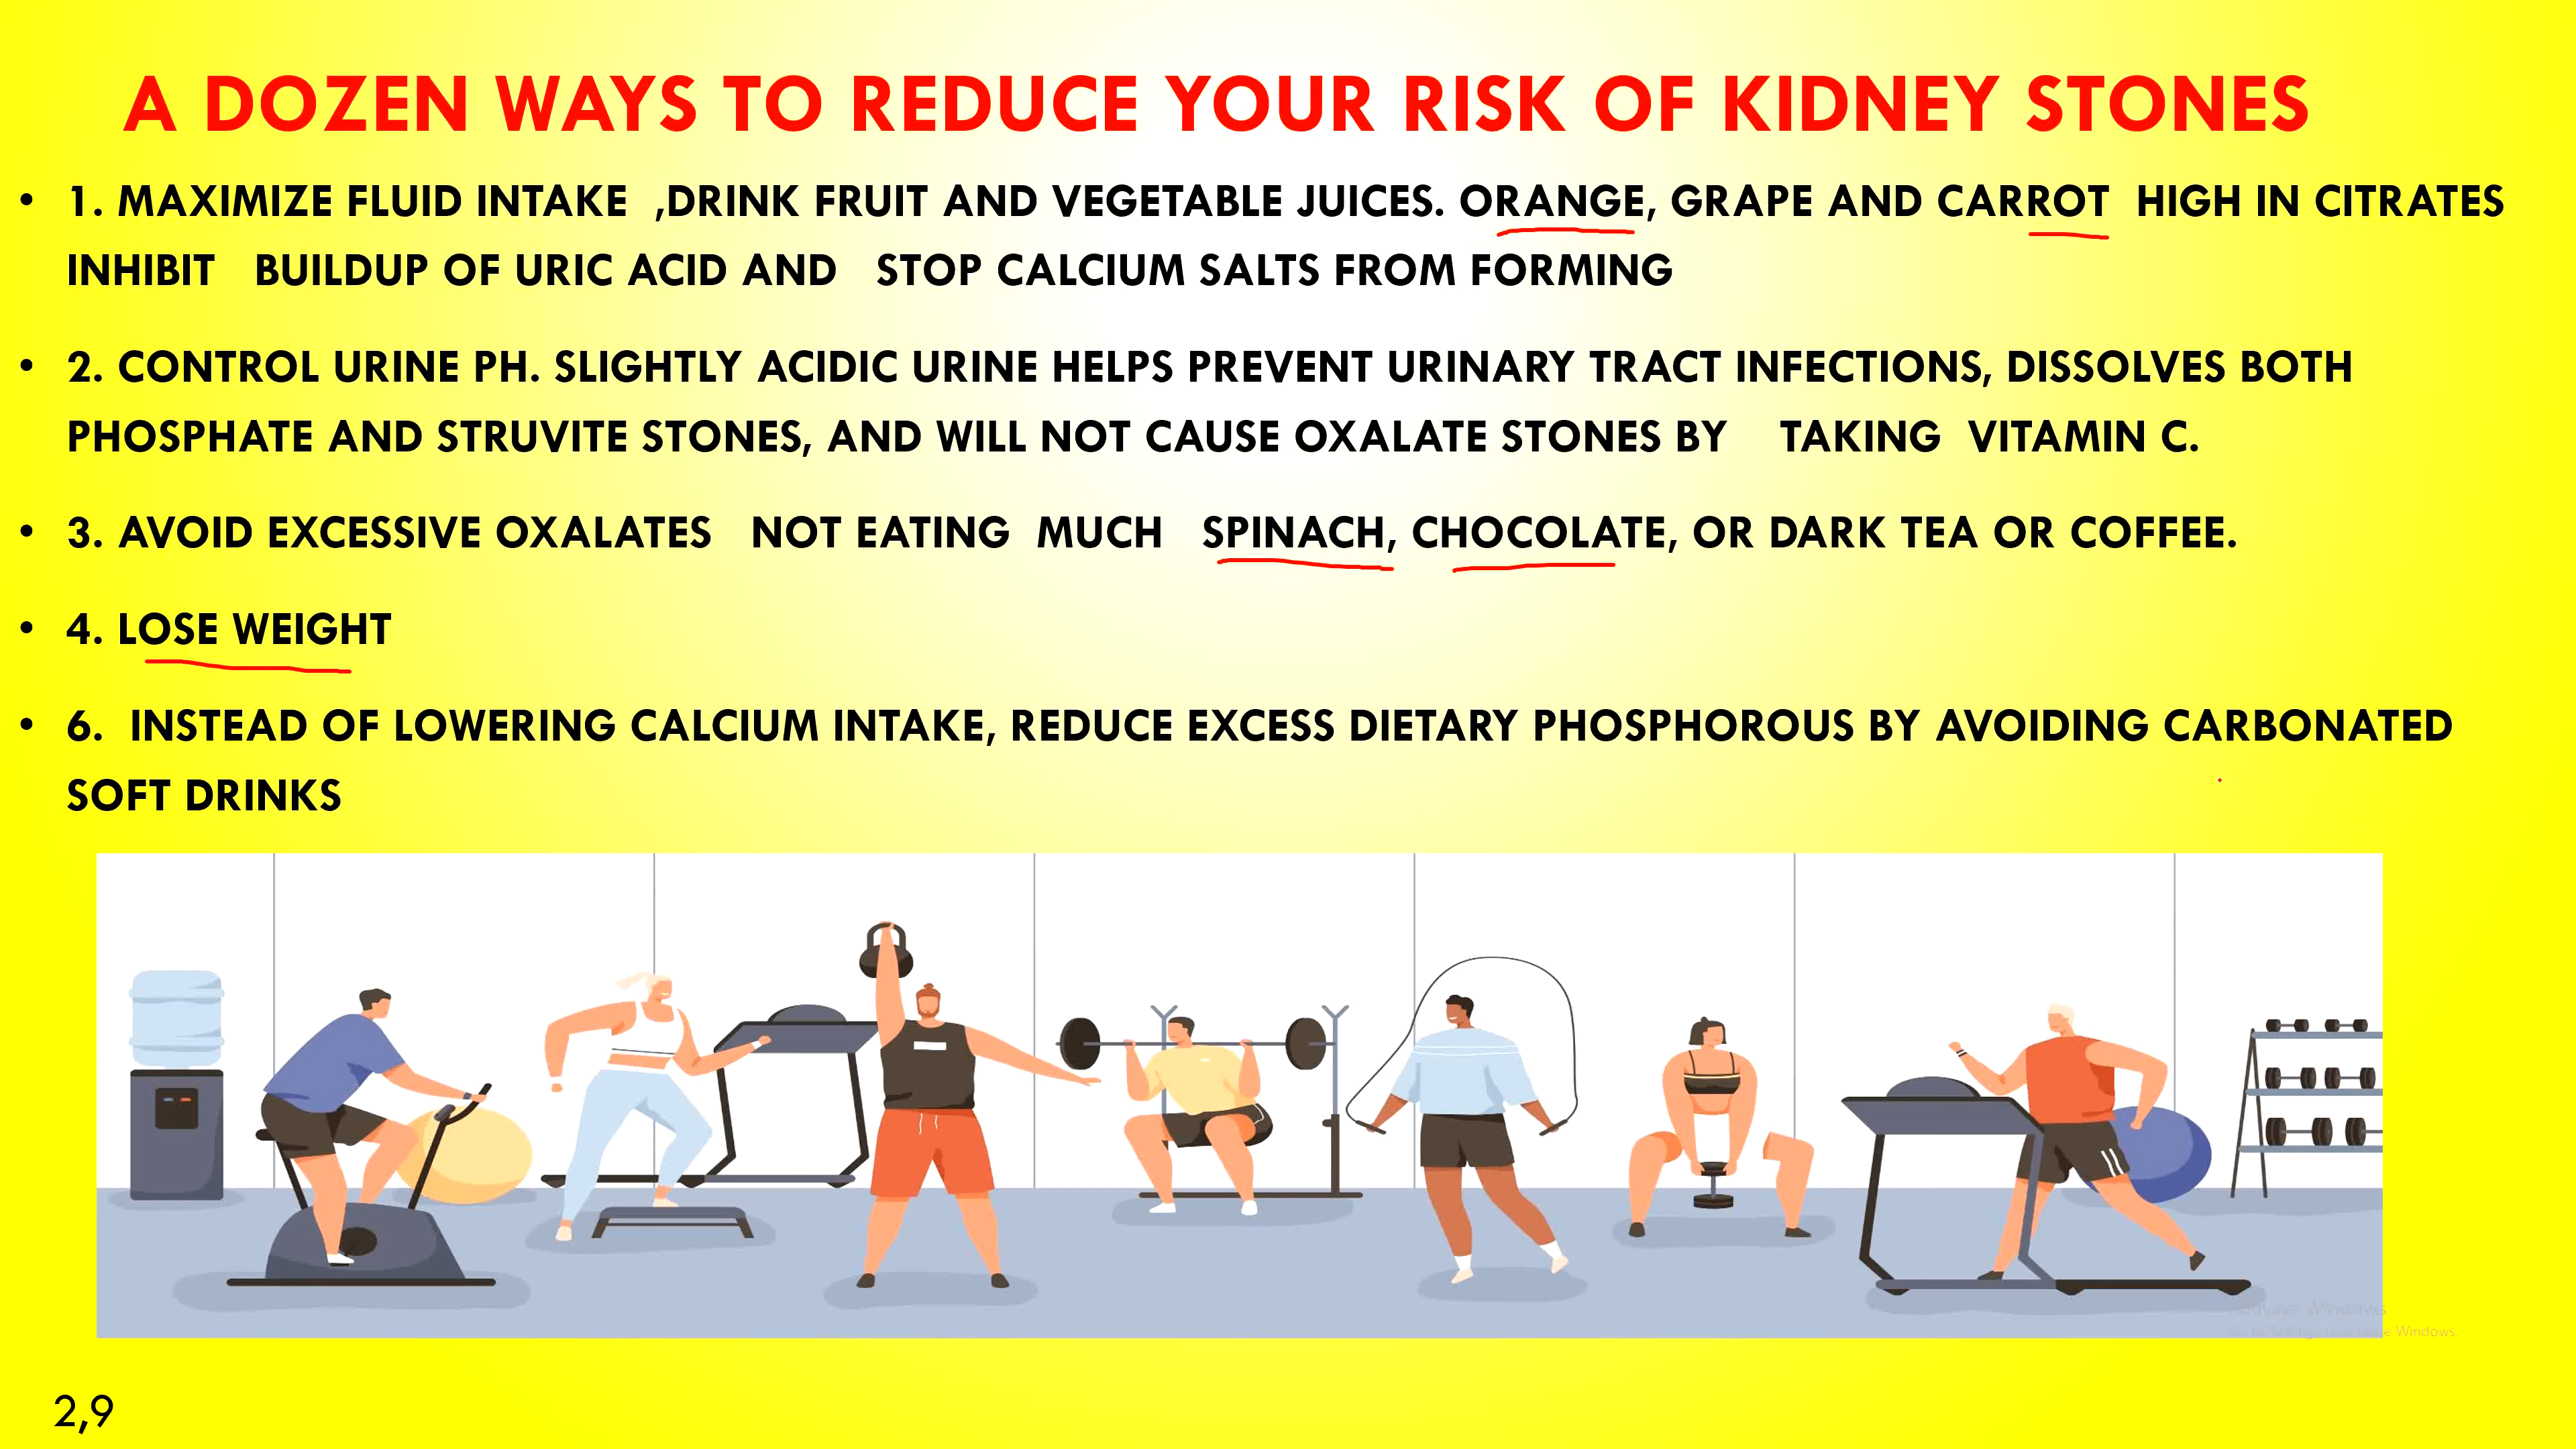 A DOZEN WAYS TO REDUCE YOUR RISK OF KIDNEY STONES
• 1. MAXIMIZE FLUID INTAKE ,DRINK FRUIT AND VEGETABLE JUICES. ORANGE, GRAPE AND CARROT HIGH IN CITRATES
INHIBIT BUILDUP OF URIC ACID AND STOP CALCIUM SALTS FROM FORMING
• 2. CONTROL URINE PH. SLIGHTLY ACIDIC URINE HELPS PREVENT URINARY TRACT INFECTIONS, DISSOLVES BOTH
PHOSPHATE AND STRUVITE STONES, AND WILL NOT CAUSE OXALATE STONES BY TAKING VITAMIN C.
• 3. AVOID EXCESSIVE OXALATES NOT EATING MUCH SPINACH, CHOCOLATE, OR DARK TEA OR COFFEE.
• 4. LOSE WEIGHT
• 6. INSTEAD OF LOWERING CALCIUM INTAKE, REDUCE EXCESS DIETARY PHOSPHOROUS BY AVOIDING CARBONATED
SOFT DRINKS
Windows
Windows.
2,9